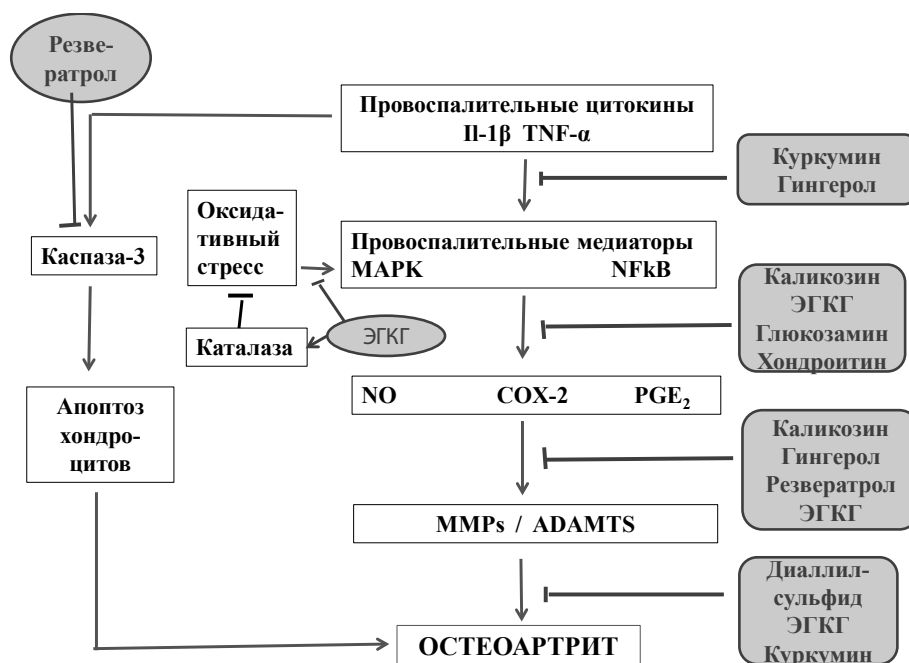 Резве-
ратрол
Провоспалительные цитокины
Il-1β TNF-α
Куркумин
Гингерол
Оксида-
тивный
стресс
Каспаза-3
Провоспалительные медиаторы
MAPK NFkB
Каликозин
ЭГКГ
Глюкозамин
Хондроитин
Каталаза
ЭГКГ
NO COX-2 PGE₂
Апоптоз
хондро-
цитов
Каликозин
Гингерол
Резвератрол
ЭГКГ
MMPs / ADAMTS
Диаллил-
сульфид
ЭГКГ
Куркумин
ОСТЕОАРТРИТ